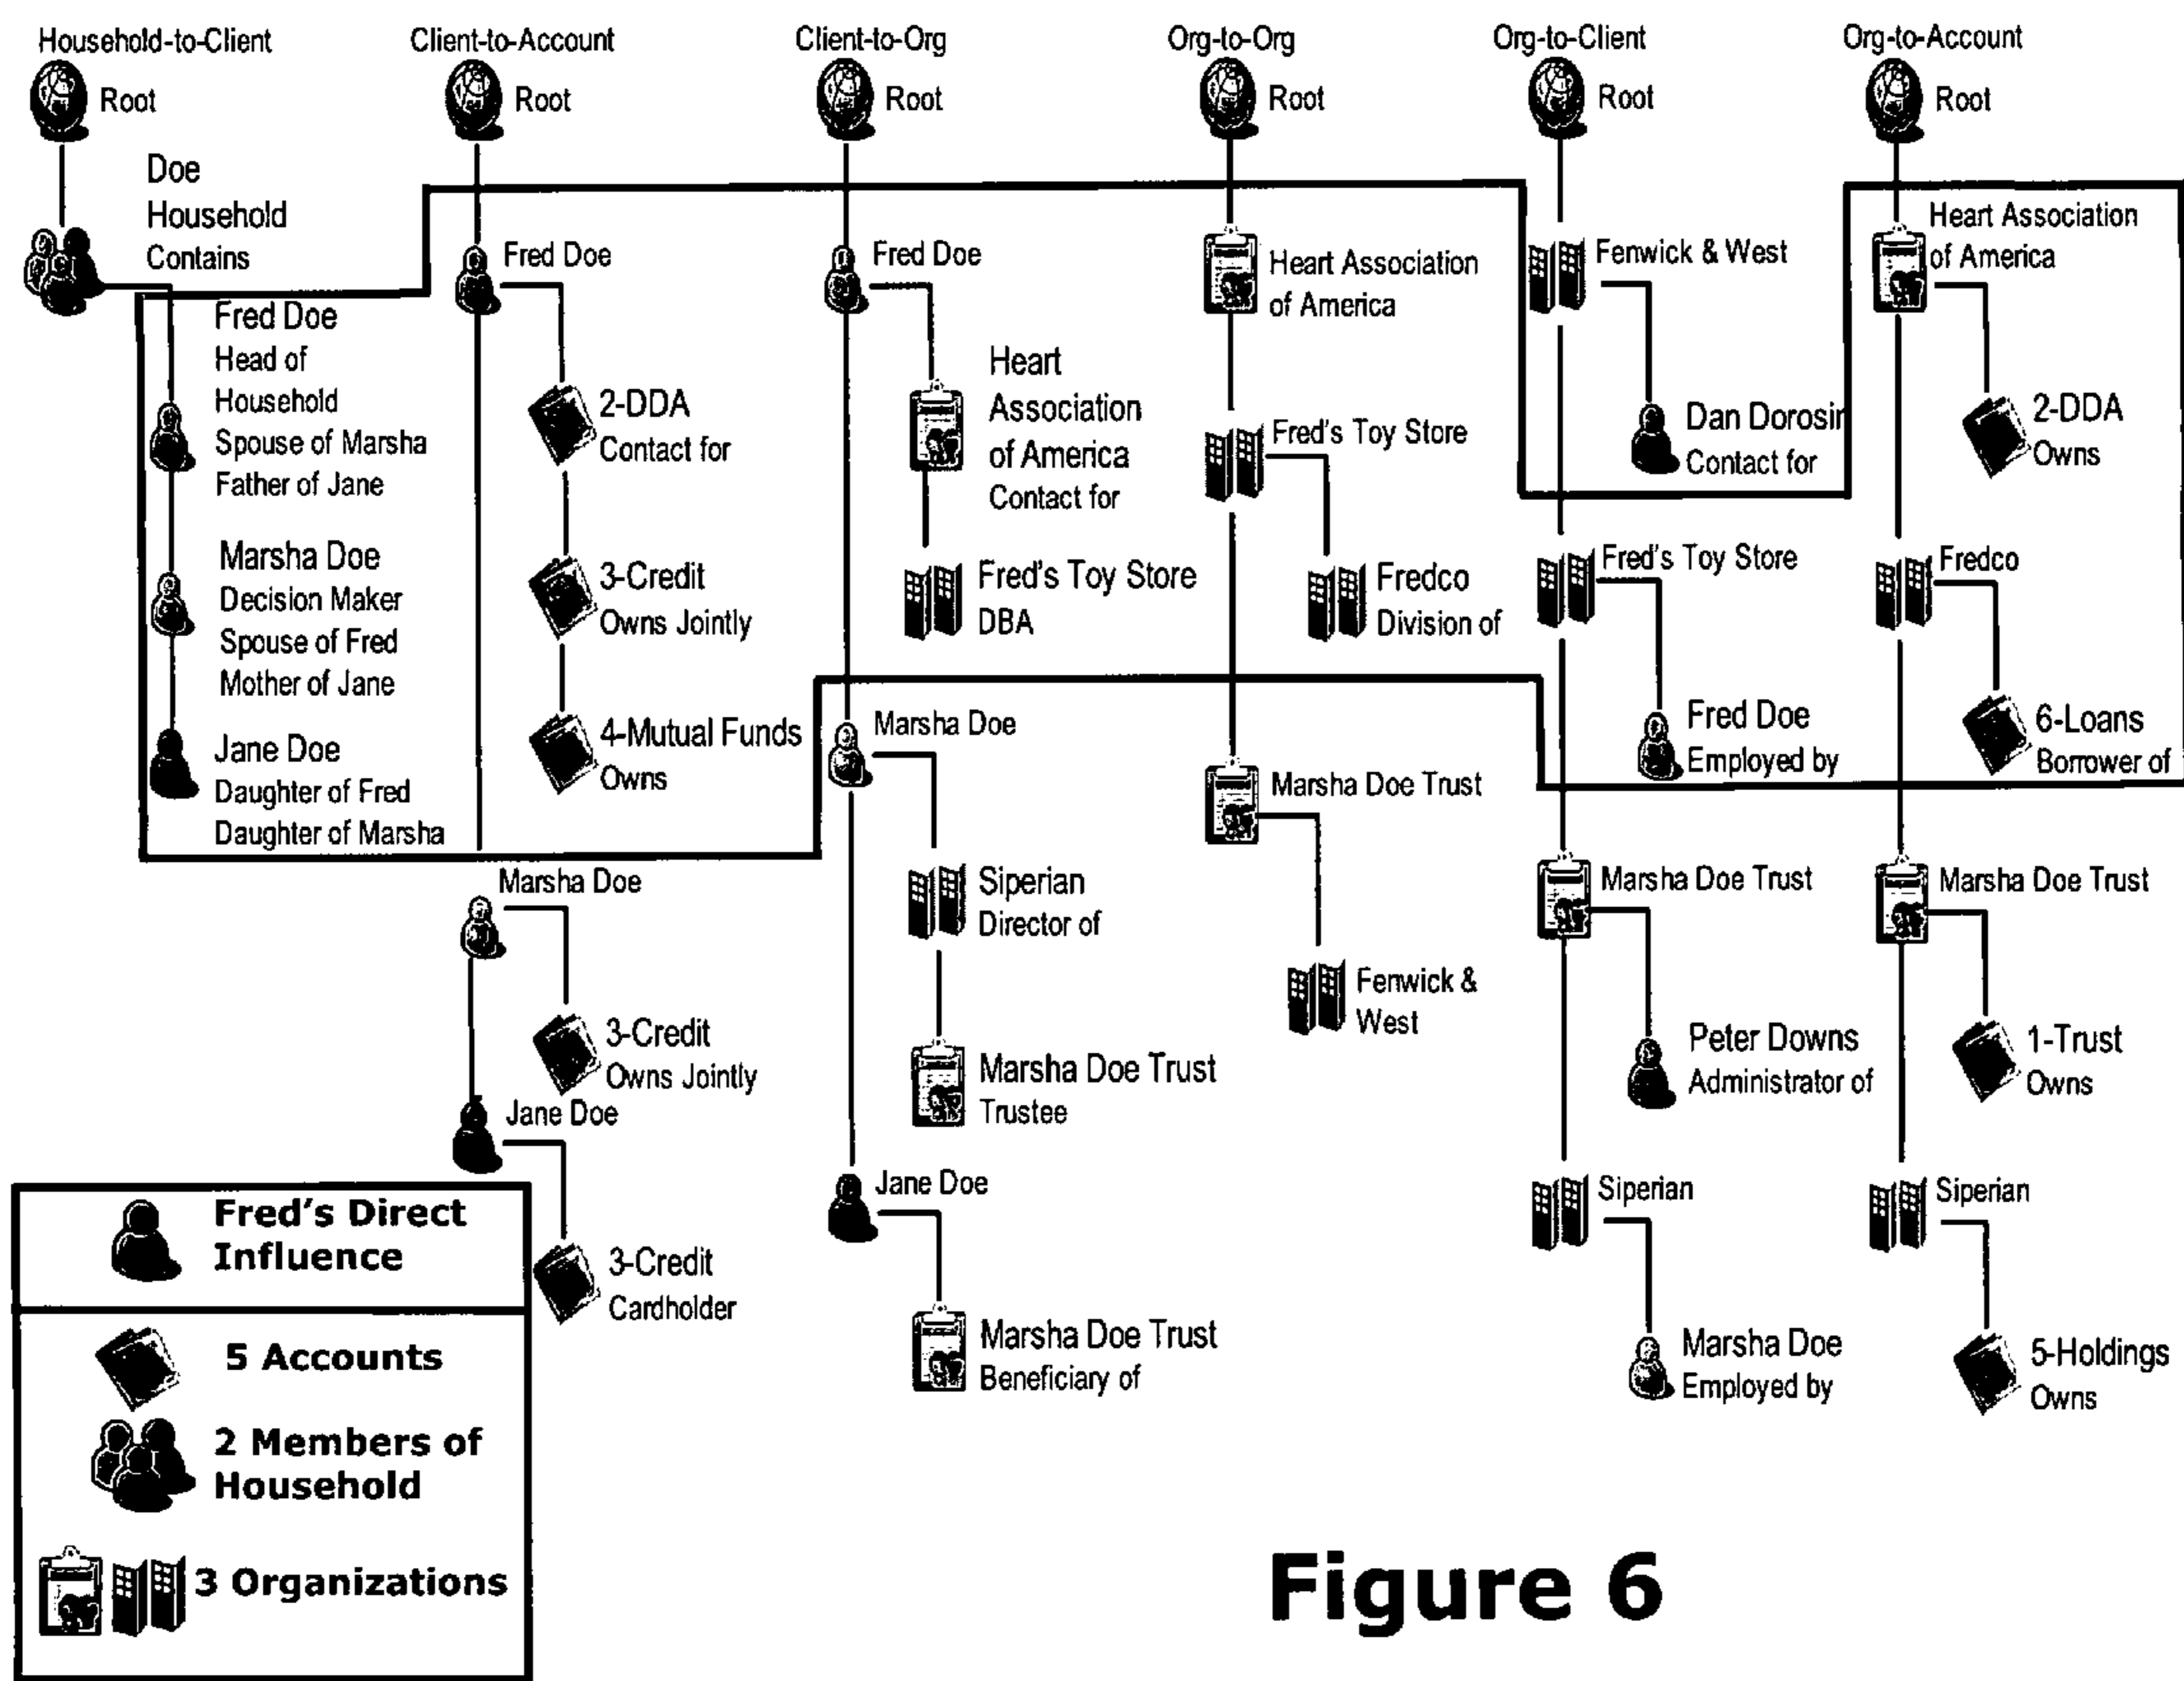 Household-to-Client
Root
Doe
Household
Contains
Fred Doe
Head of
Household
Spouse of Marsha
Father of Jane
Marsha Doe
Decision Maker
Spouse of Fred
Mother of Jane
Jane Doe
Daughter of Fred
Daughter of Marsha
Client-to-Account
Root
Fred Doe
2-DDA
Contact for
3-Credit
Owns Jointly
4-Mutual Funds
Owns
Marsha Doe
3-Credit
Owns Jointly
Jane Doe
3-Credit
Cardholder
Client-to-Org
Root
Fred Doe
Heart
Association
of America
Contact for
Fred's Toy Store
DBA
Marsha Doe
Siperian
Director of
Marsha Doe Trust
Trustee
Jane Doe
Marsha Doe Trust
Beneficiary of
Org-to-Org
Root
Heart Association
of America
Fred's Toy Store
Fredco
Division of
Marsha Doe Trust
Fenwick &
West
Org-to-Client
Root
Fenwick & West
Dan Dorosin
Contact for
Fred's Toy Store
Fred Doe
Employed by
Marsha Doe Trust
Peter Downs
Administrator of
Siperian
Marsha Doe
Employed by
Org-to-Account
Root
Heart Association
of America
2-DDA
Owns
Fredco
6-Loans
Borrower of
Marsha Doe Trust
1-Trust
Owns
Siperian
5-Holdings
Owns
Fred's Direct
Influence
5 Accounts
2 Members of
Household
3 Organizations
Figure 6